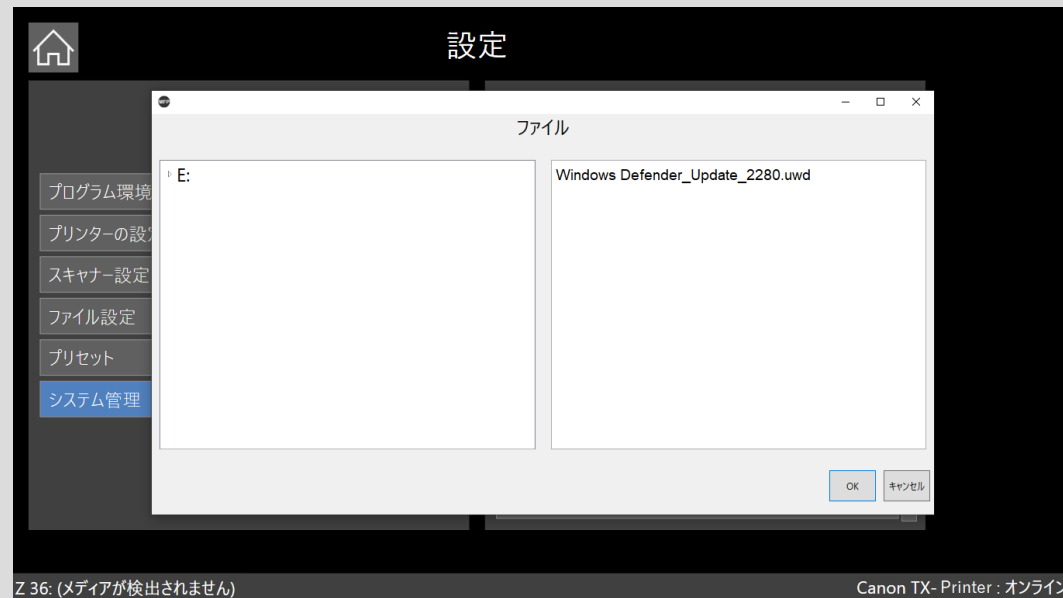 設定
ファイル
E:
Windows Defender_Update_2280.uwd
プログラム環境
プリンターの設
スキャナー設定
ファイル設定
プリセット
システム管理
OK
キャンセル
Z 36: (メディアが検出されません)
Canon TX- Printer : オンライン